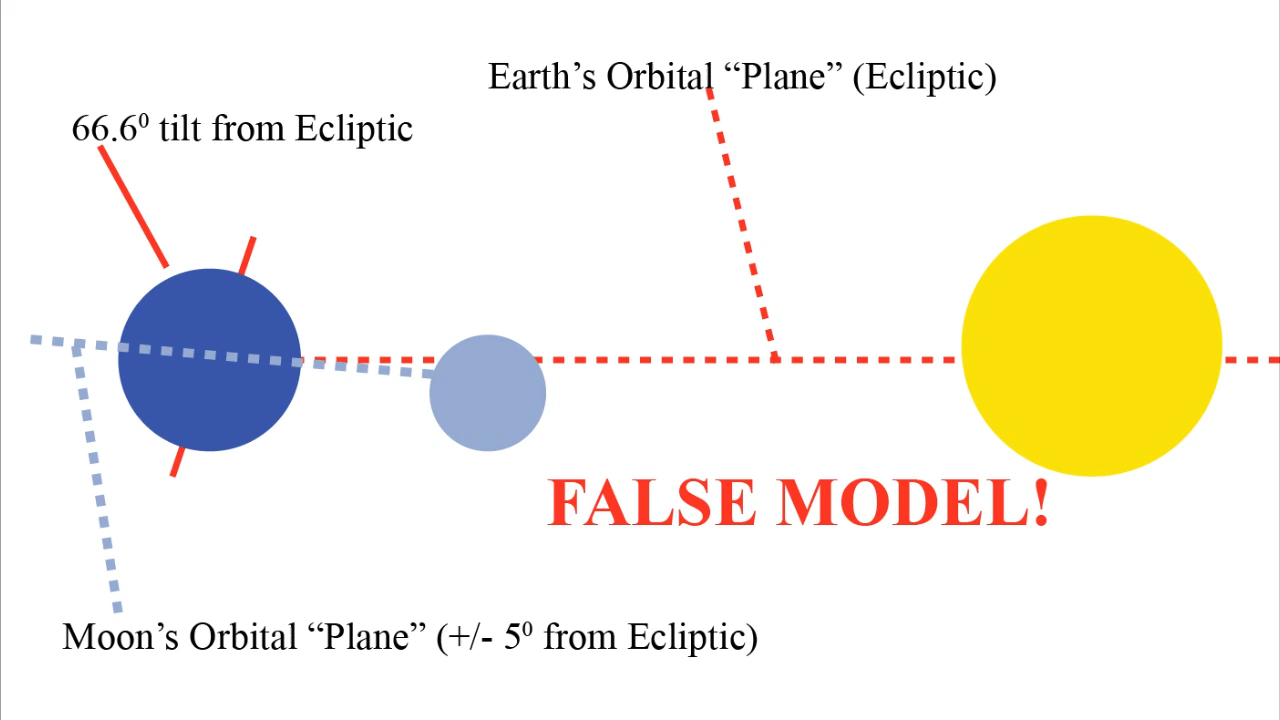 Earth’s Orbital “Plane” (Ecliptic)
66.6⁰ tilt from Ecliptic
FALSE MODEL!
Moon’s Orbital “Plane” (+/- 5⁰ from Ecliptic)